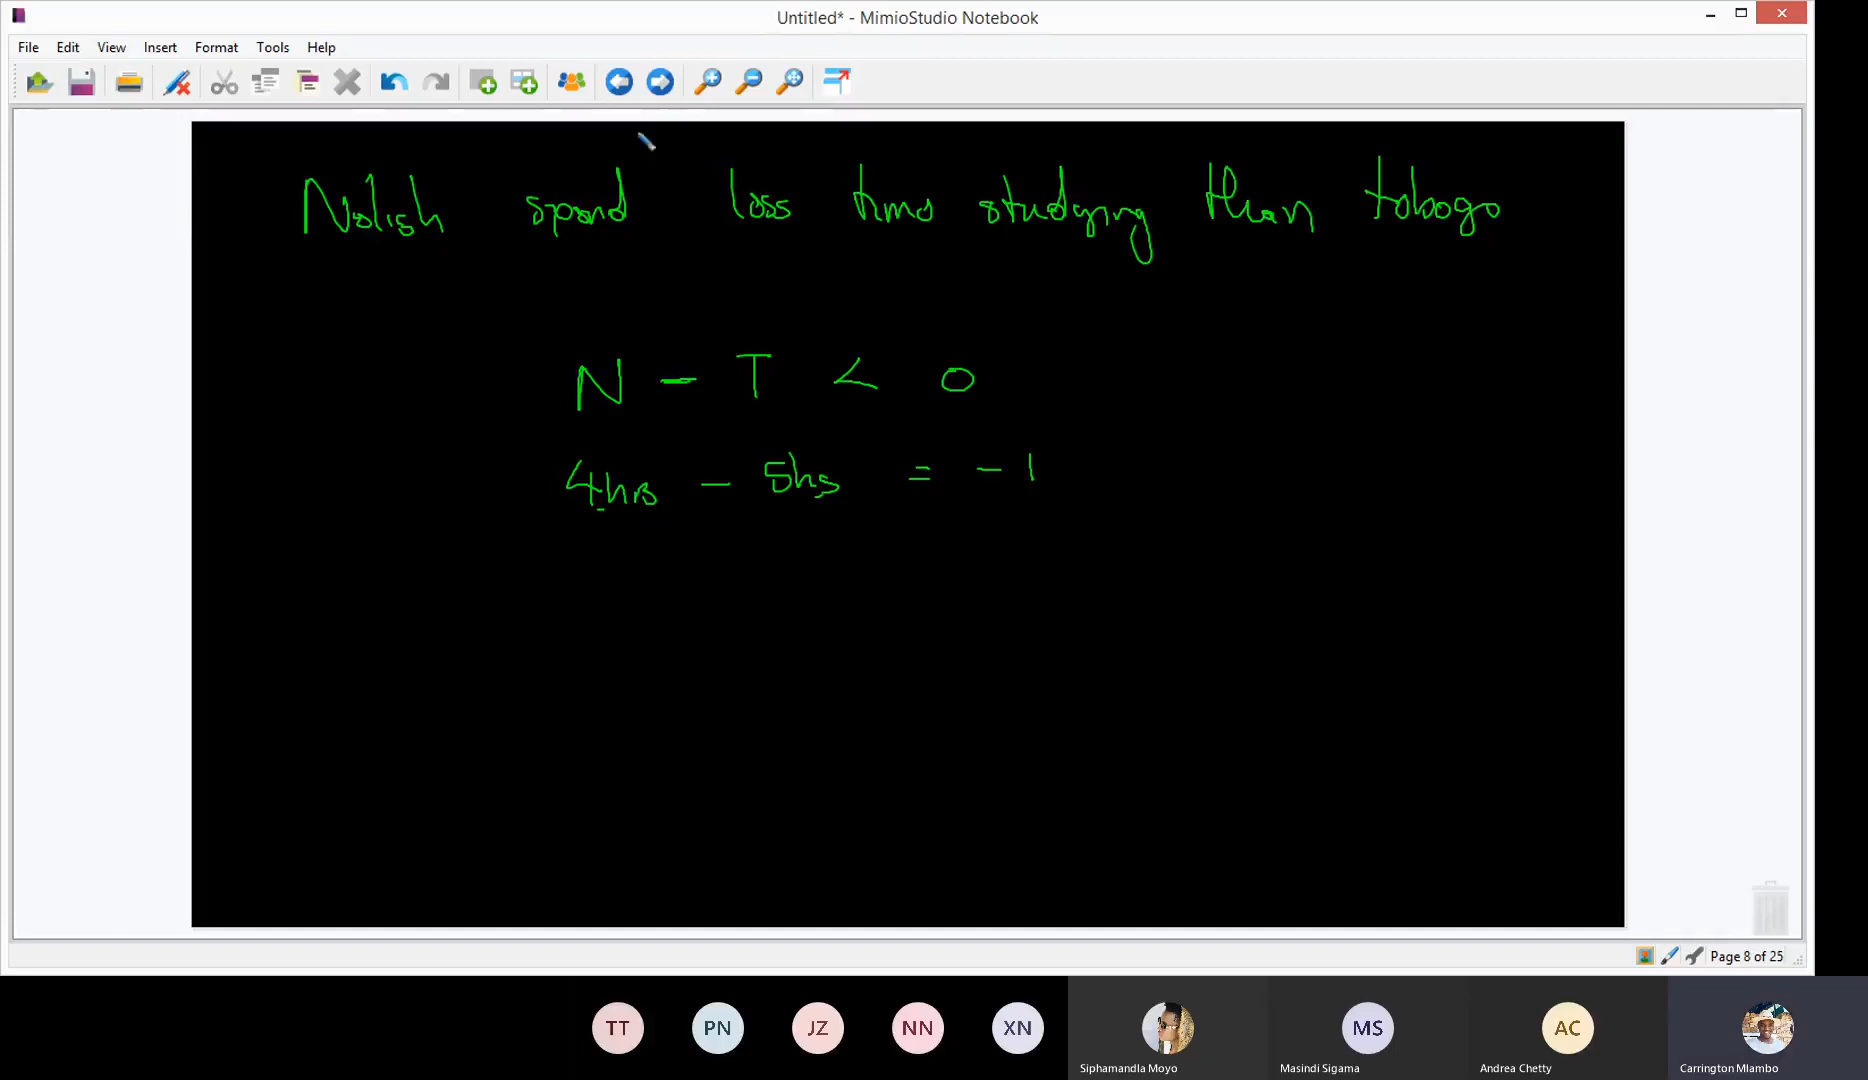 Untitled* - MimioStudio Notebook
File Edit View Insert Format Tools Help
Nolish spend less time studying than tobogo
N - T < 0
4hrs - 5hs = - 1
Page 8 of 25
TT PN JZ NN XN MS AC
Siphamandla Moyo Masindi Sigama Andrea Chetty Carrington Mlambo